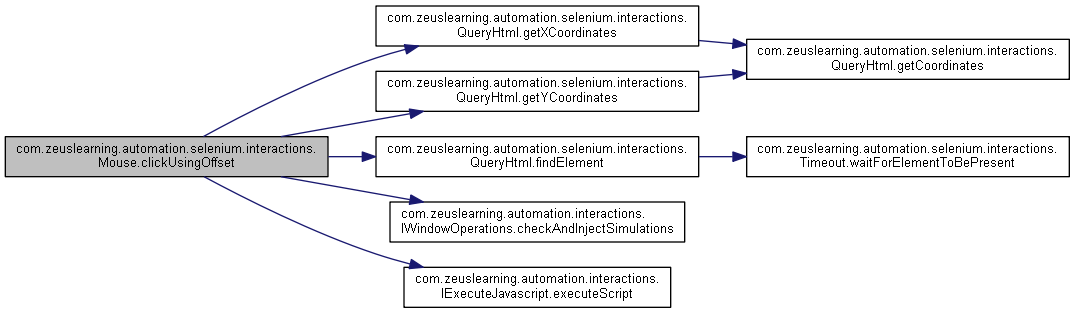 com.zeuslearning.automation.selenium.interactions.
QueryHtml.getXCoordinates
com.zeuslearning.automation.selenium.interactions.
QueryHtml.getCoordinates
com.zeuslearning.automation.selenium.interactions.
QueryHtml.getYCoordinates
com.zeuslearning.automation.selenium.interactions.
Mouse.clickUsingOffset
com.zeuslearning.automation.selenium.interactions.
QueryHtml.findElement
com.zeuslearning.automation.selenium.interactions.
Timeout.waitForElementToBePresent
com.zeuslearning.automation.interactions.
IWindowOperations.checkAndInjectSimulations
com.zeuslearning.automation.interactions.
IExecuteJavascript.executeScript